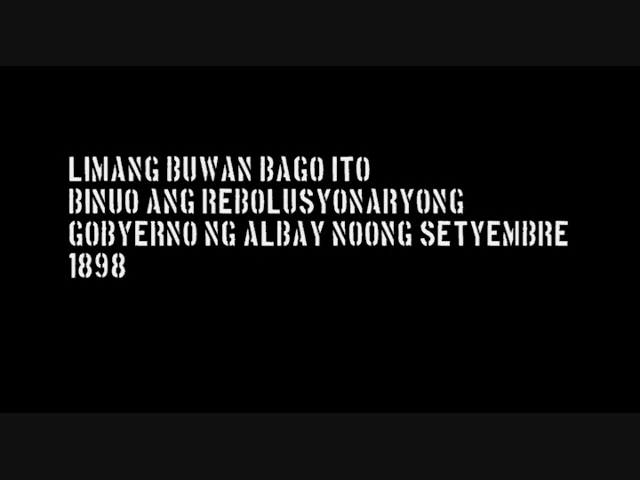 LIMANG BUWAN BAGO ITO
BINUO ANG REBOLUSYONARYONG
GOBYERNO NG ALBAY NOONG SETYEMBRE
1898